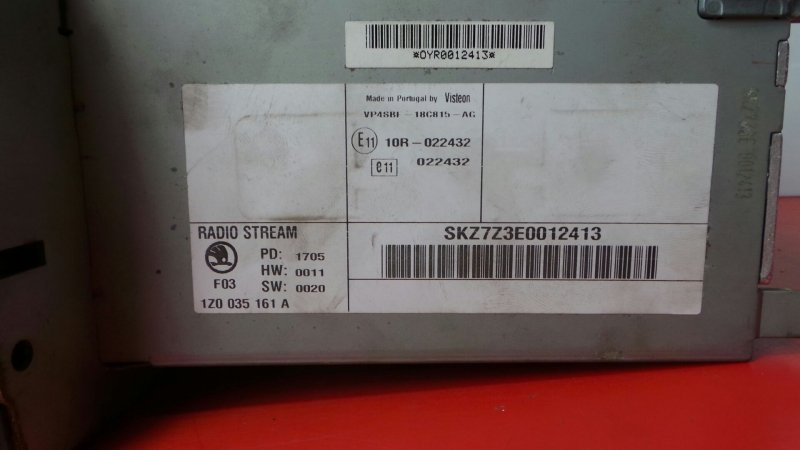 *OYR0012413*
Made in Portugal by Visteon
VP4SRF-18C815-AC
E11 10R-022432
e11 022432
RADIO STREAM
PD: 1705
HW: 0011
F03
SW: 0020
1Z0 035 161 A
SKZ7Z3E0012413